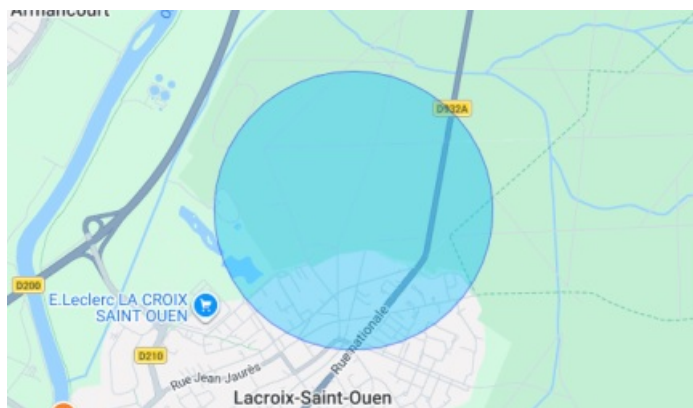 Armancourt
D932A
D200
E.Leclerc LA CROIX
SAINT OUEN
D210
Rue Jean Jaurès
Rue nationale
Lacroix-Saint-Ouen